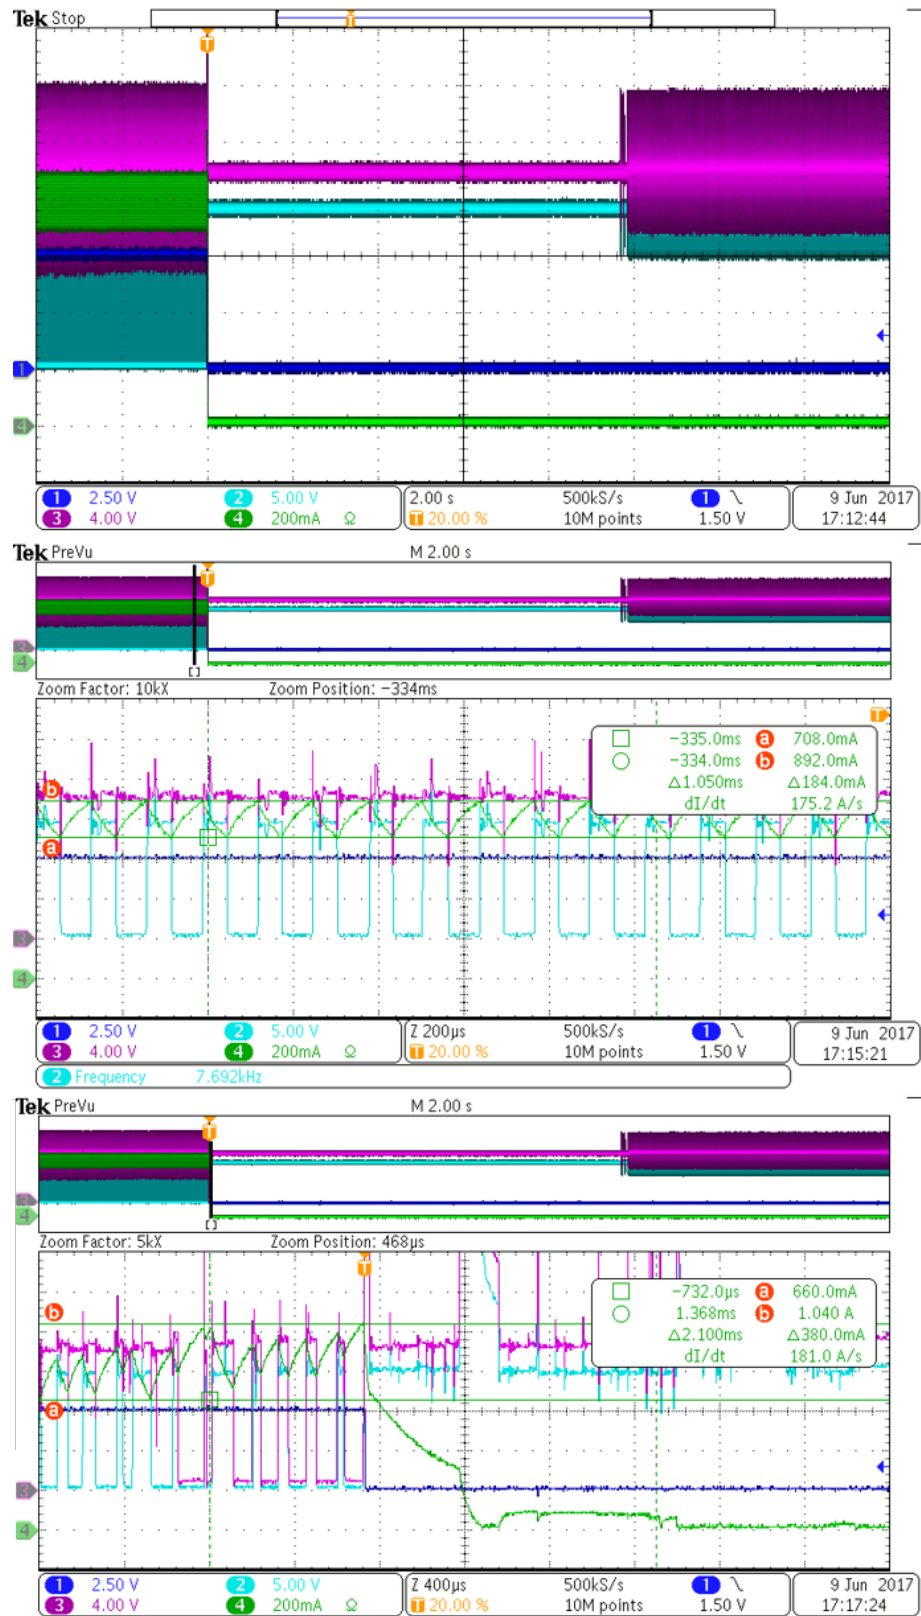 Tek Stop
T
T
1
4
1 2.50 V 2 5.00 V 2.00 s 500kS/s 1 1.50 V 9 Jun 2017
3 4.00 V 4 200mA Ω T 20.00 % 10M points 17:12:44
Tek PreVu M 2.00 s
T
3
4
Zoom Factor: 10kX Zoom Position: -334ms
T
-335.0ms a 708.0mA
-334.0ms b 892.0mA
Δ1.050ms Δ184.0mA
dI/dt 175.2 A/s
b
a
3
4
1 2.50 V 2 5.00 V Z 200µs 500kS/s 1 1.50 V 9 Jun 2017
3 4.00 V 4 200mA Ω T 20.00 % 10M points 17:15:21
2 Frequency 7.692kHz
Tek PreVu M 2.00 s
T
4
Zoom Factor: 5kX Zoom Position: 468µs
T
-732.0µs a 660.0mA
1.368ms b 1.040 A
Δ2.100ms Δ380.0mA
dI/dt 181.0 A/s
b
a
3
4
1 2.50 V 2 5.00 V Z 400µs 500kS/s 1 1.50 V 9 Jun 2017
3 4.00 V 4 200mA Ω T 20.00 % 10M points 17:17:24